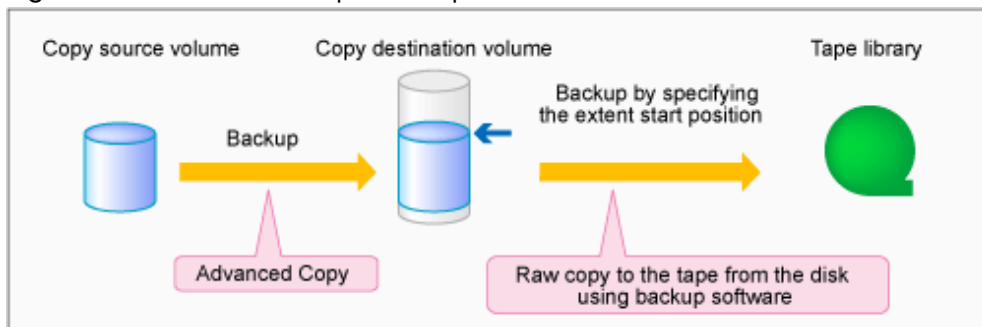 Copy source volume
Copy destination volume
Tape library
Backup
Backup by specifying
the extent start position
Advanced Copy
Raw copy to the tape from the disk
using backup software